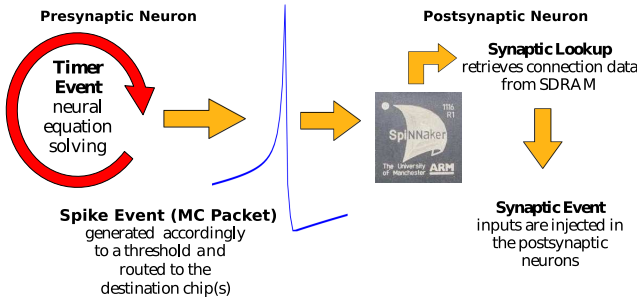 Presynaptic Neuron
Timer
Event
neural
equation
solving
Spike Event (MC Packet)
generated accordingly
to a threshold and
routed to the
destination chip(s)
Postsynaptic Neuron
1116
R1
SpiNNaker
The University
of Manchester ARM
Synaptic Lookup
retrieves connection data
from SDRAM
Synaptic Event
inputs are injected in
the postsynaptic
neurons